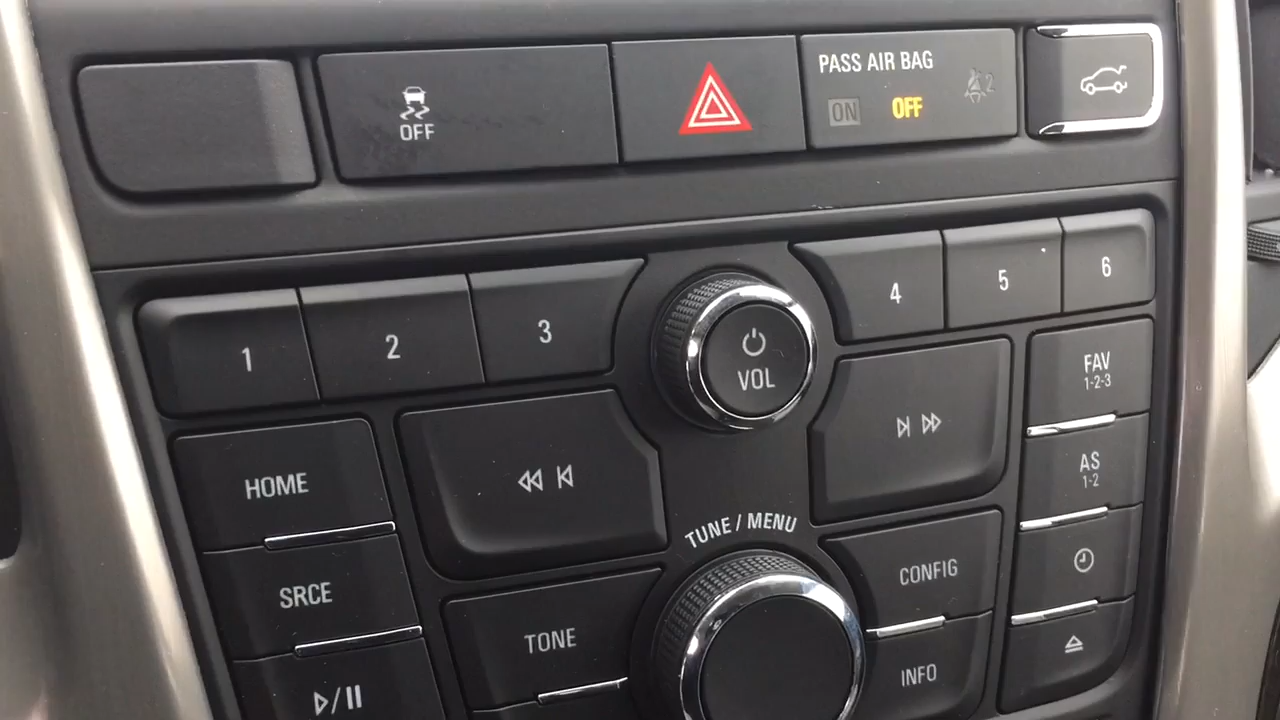 OFF
PASS AIR BAG
ON OFF
2
1 2 3
VOL
4 5 6
FAV
1-2-3
HOME
AS
1-2
TUNE / MENU
SRCE
CONFIG
TONE
INFO